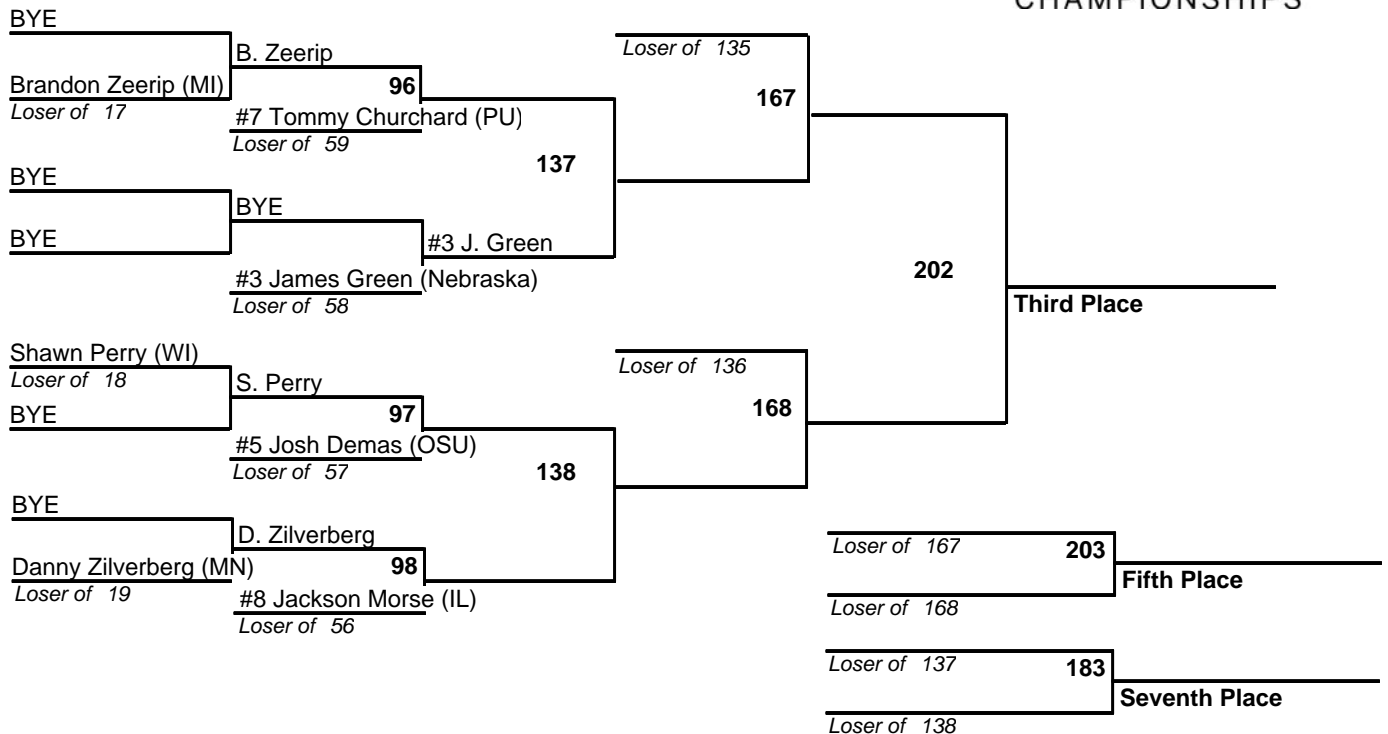 CHAMPIONSHIPS
BYE
B. Zeerip
Brandon Zeerip (MI)
Loser of 17
96
#7 Tommy Churchard (PU)
Loser of 59
137
BYE
BYE
BYE
#3 J. Green
#3 James Green (Nebraska)
Loser of 58
Shawn Perry (WI)
Loser of 18
S. Perry
BYE
97
#5 Josh Demas (OSU)
Loser of 57
138
BYE
D. Zilverberg
Danny Zilverberg (MN)
Loser of 19
98
#8 Jackson Morse (IL)
Loser of 56
Loser of 135
167
202
Third Place
Loser of 136
168
Loser of 167
203
Fifth Place
Loser of 168
Loser of 137
183
Seventh Place
Loser of 138